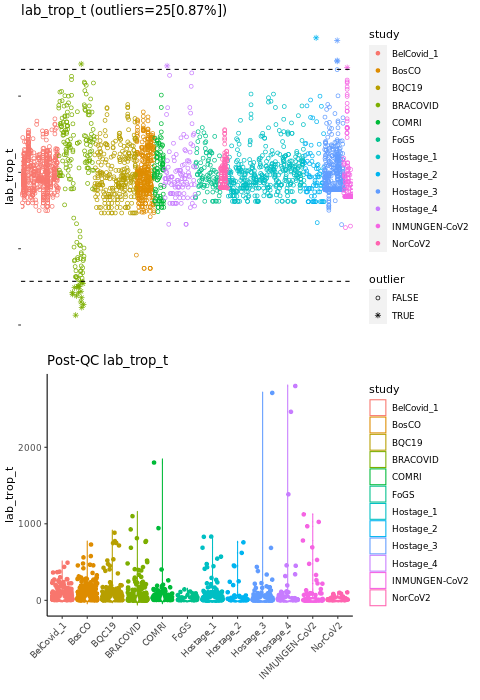 lab_trop_t (outliers=25[0.87%])
lab_trop_t
study
BelCovid_1
BosCO
BQC19
BRACOVID
COMRI
FoGS
Hostage_1
Hostage_2
Hostage_3
Hostage_4
INMUNGEN-CoV2
NorCoV2
outlier
FALSE
TRUE
Post-QC lab_trop_t
lab_trop_t
2000
1000
0
BelCovid_1
BosCO
BQC19
BRACOVID
COMRI
FoGS
Hostage_1
Hostage_2
Hostage_3
Hostage_4
INMUNGEN-CoV2
NorCoV2
study
BelCovid_1
BosCO
BQC19
BRACOVID
COMRI
FoGS
Hostage_1
Hostage_2
Hostage_3
Hostage_4
INMUNGEN-CoV2
NorCoV2